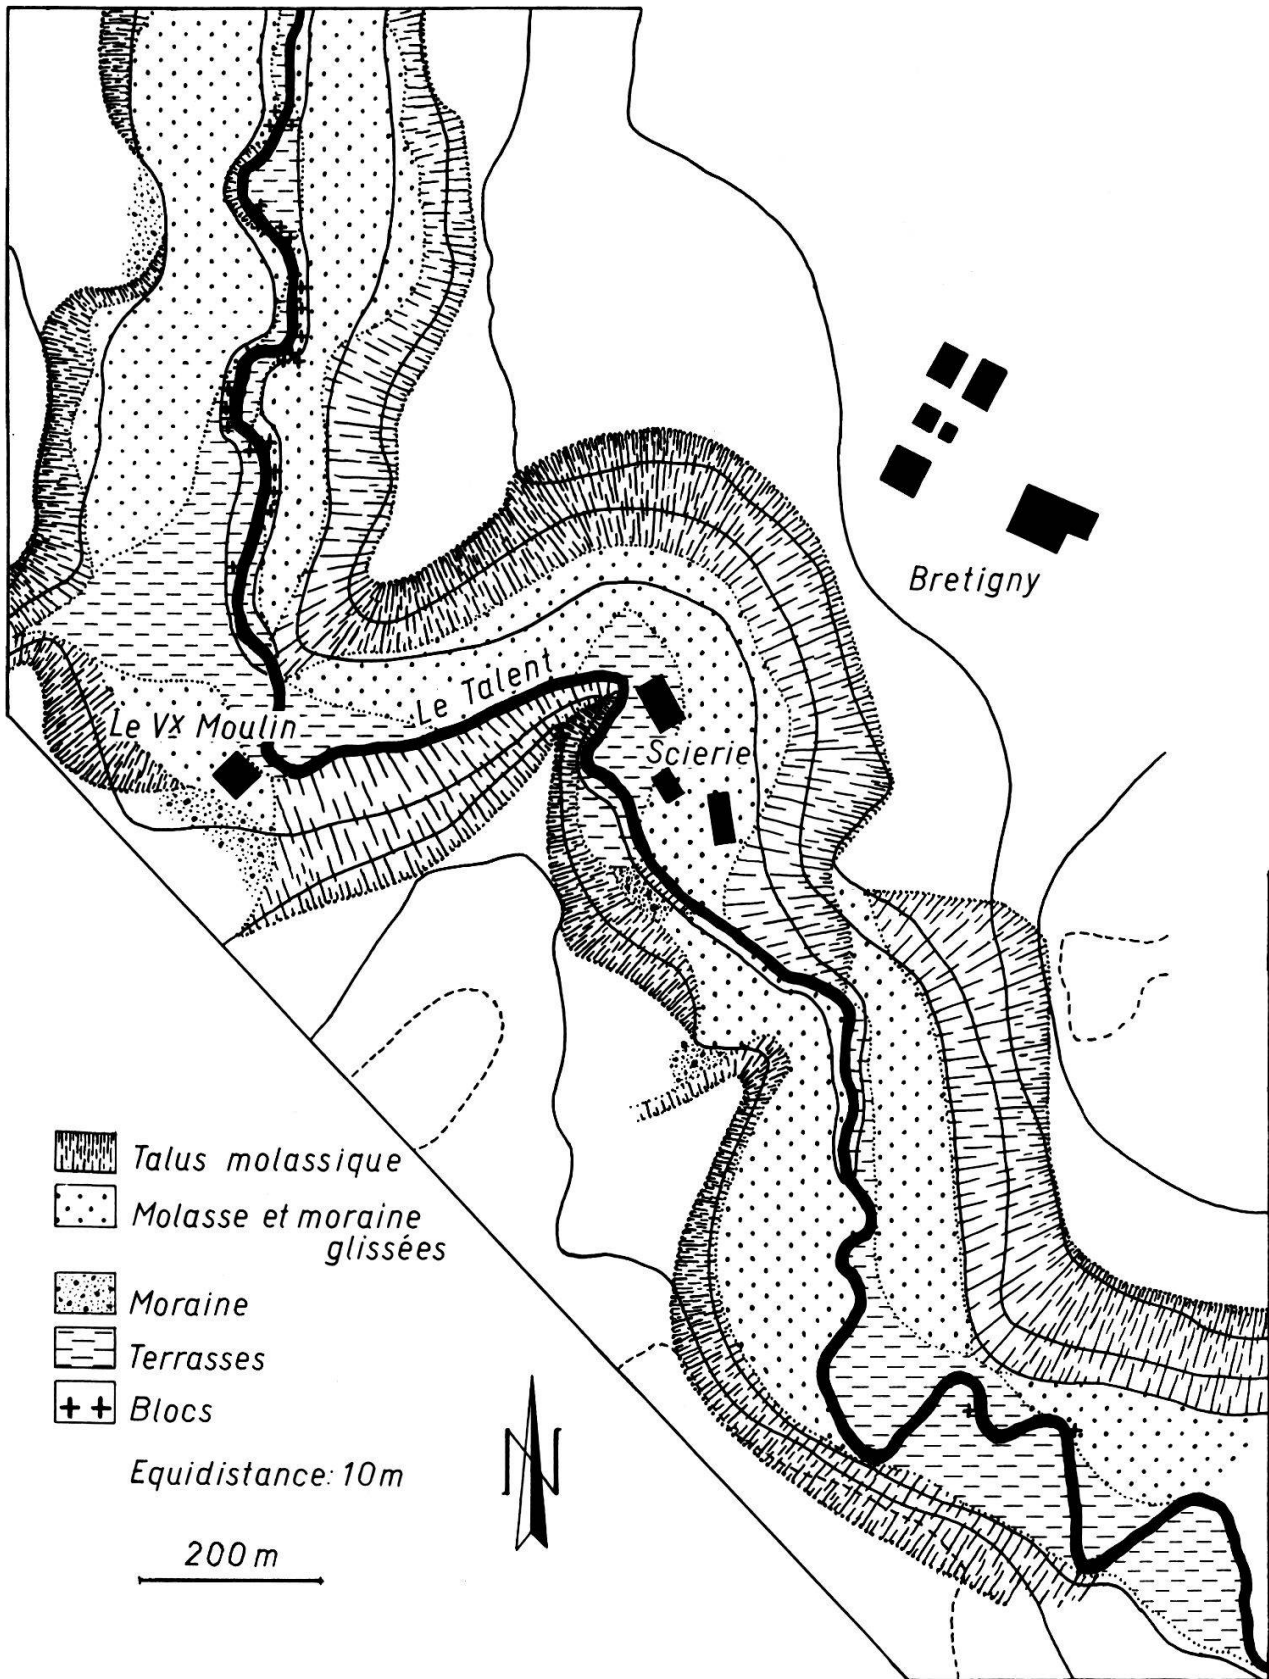 Bretigny
Le Talent
Le Vx Moulin
Scierie
Talus molassique
Molasse et moraine
glissées
Moraine
Terrasses
++ Blocs
Equidistance: 10m
N
200 m